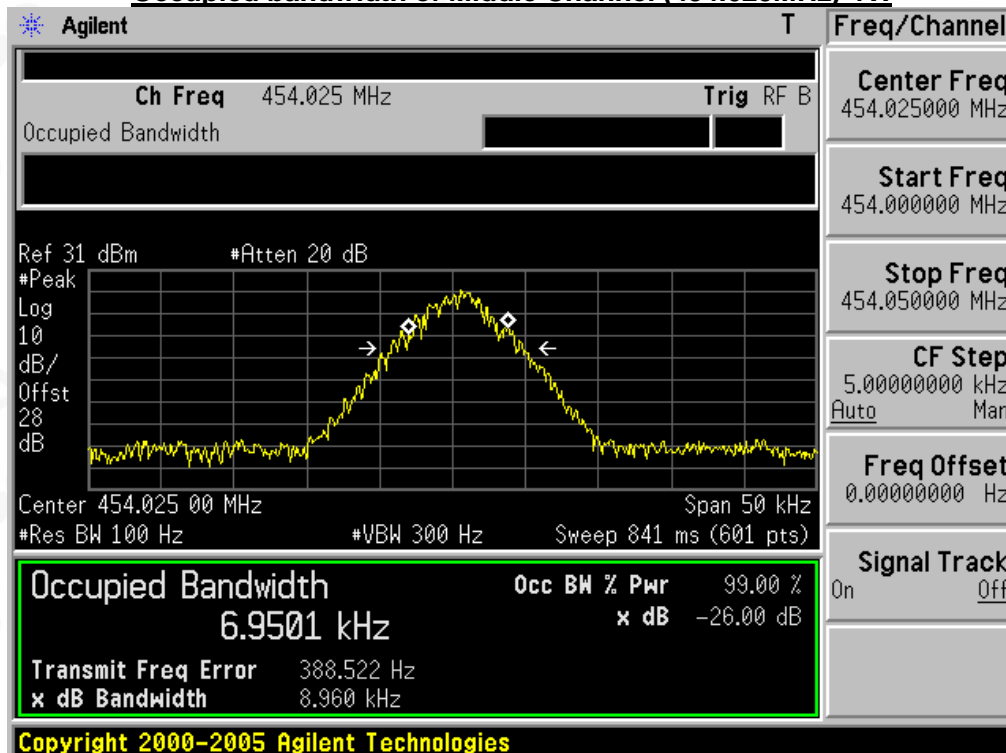 Agilent T
Freq/Channel
Ch Freq 454.025 MHz Trig RF B
Occupied Bandwidth
Center Freq
454.025000 MHz
Start Freq
454.000000 MHz
Stop Freq
454.050000 MHz
CF Step
5.00000000 kHz
Auto Man
Freq Offset
0.00000000 Hz
Signal Track
On Off
Ref 31 dBm #Atten 20 dB
#Peak
Log
10
dB/
Offst
28
dB
Center 454.025 00 MHz Span 50 kHz
#Res BW 100 Hz #VBW 300 Hz Sweep 841 ms (601 pts)
Occupied Bandwidth
6.9501 kHz
Occ BW % Pwr 99.00 %
x dB -26.00 dB
Transmit Freq Error 388.522 Hz
x dB Bandwidth 8.960 kHz
Copyright 2000-2005 Agilent Technologies